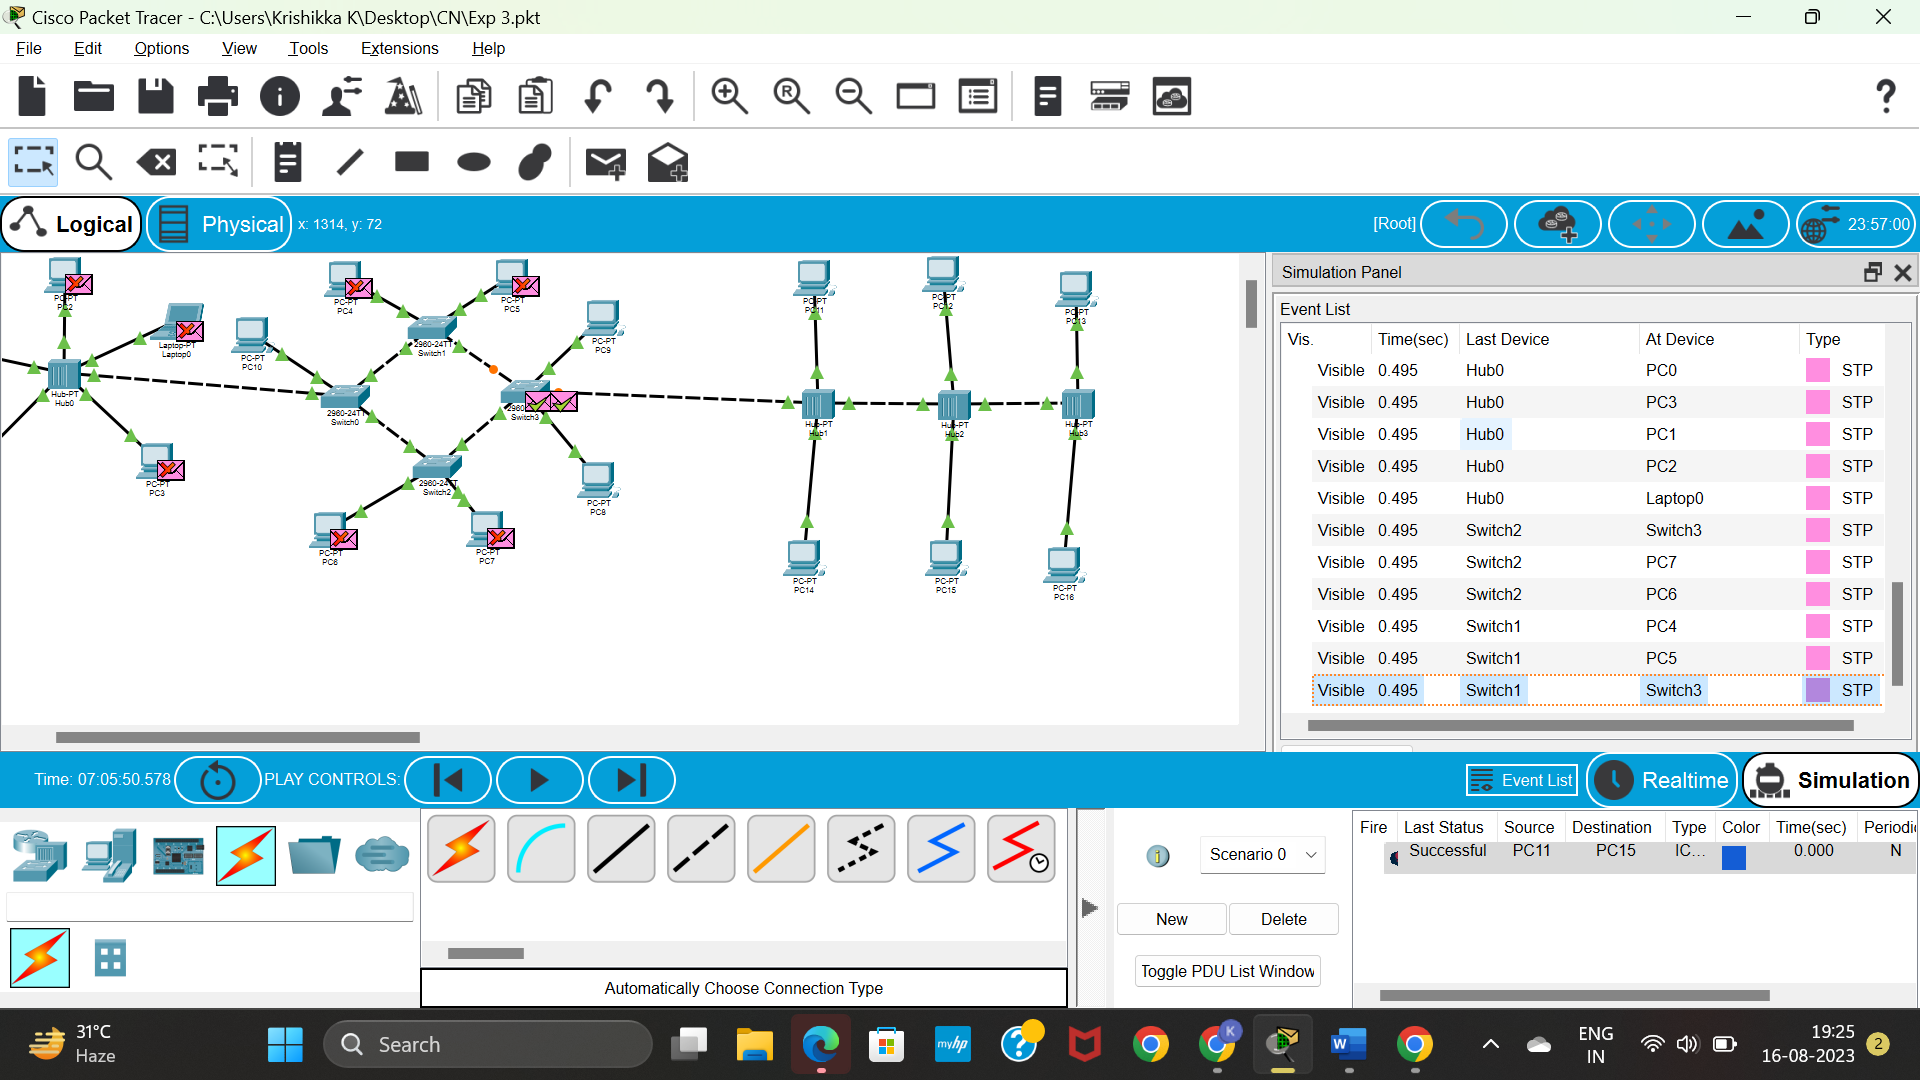 Cisco Packet Tracer - C:\Users\Krishikka K\Desktop\CN\Exp 3.pkt
File Edit Options View Tools Extensions Help
Logical Physical x: 1314, y: 72 [Root] 23:57:00
PC-PT
PC2
Laptop-PT
Laptop0
Hub-PT
Hub0
PC-PT
PC3
PC-PT
PC10
PC-PT
PC4
PC-PT
PC5
2960-24TT
Switch1
PC-PT
PC9
2960-24TT
Switch0
2960
Switch3
2960-24TT
Switch2
PC-PT
PC8
PC-PT
PC6
PC-PT
PC7
PC-PT
PC11
PC-PT
PC12
PC-PT
PC13
Hub-PT
Hub1
Hub-PT
Hub2
Hub-PT
Hub3
PC-PT
PC14
PC-PT
PC15
PC-PT
PC16
Simulation Panel
Event List
Vis. Time(sec) Last Device At Device Type
Visible 0.495 Hub0 PC0 STP
Visible 0.495 Hub0 PC3 STP
Visible 0.495 Hub0 PC1 STP
Visible 0.495 Hub0 PC2 STP
Visible 0.495 Hub0 Laptop0 STP
Visible 0.495 Switch2 Switch3 STP
Visible 0.495 Switch2 PC7 STP
Visible 0.495 Switch2 PC6 STP
Visible 0.495 Switch1 PC4 STP
Visible 0.495 Switch1 PC5 STP
Visible 0.495 Switch1 Switch3 STP
Time: 07:05:50.578 PLAY CONTROLS: Event List Realtime Simulation
Automatically Choose Connection Type
Scenario 0
New Delete
Toggle PDU List Window
Fire Last Status Source Destination Type Color Time(sec) Periodic
Successful PC11 PC15 IC... 0.000 N
31°C
Haze
Search
myhp
K
W
ENG
IN
19:25
16-08-2023
2